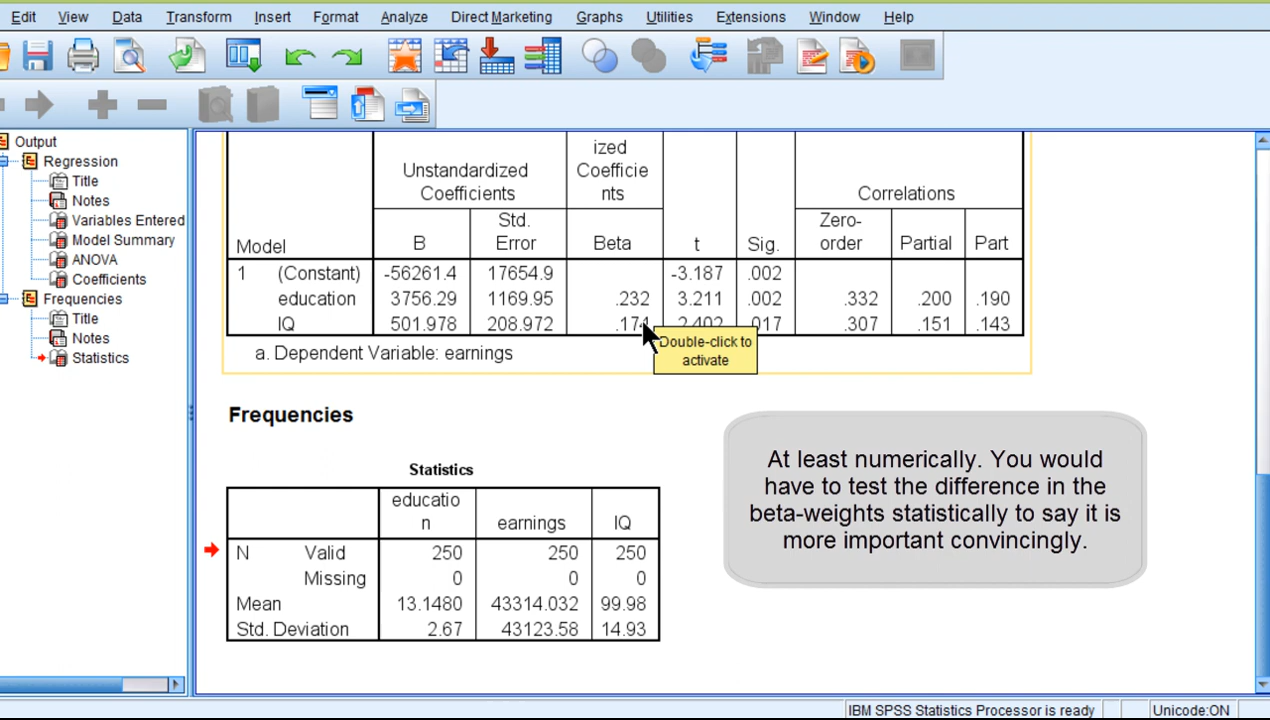 Edit View Data Transform Insert Format Analyze Direct Marketing Graphs Utilities Extensions Window Help
Output
Regression
Title
Notes
Variables Entered
Model Summary
ANOVA
Coefficients
Frequencies
Title
Notes
Statistics
Model
Unstandardized
Coefficients
ized
Coefficie
nts
Correlations
B
Std.
Error
Beta
t
Sig.
Zero-
order
Partial
Part
1 (Constant) -56261.4 17654.9 -3.187 .002
education 3756.29 1169.95 .232 3.211 .002 .332 .200 .190
IQ 501.978 208.972 .174 2.402 .017 .307 .151 .143
a. Dependent Variable: earnings
Double-click to
activate
Frequencies
Statistics
educatio
n
earnings
IQ
N Valid 250 250 250
Missing 0 0 0
Mean 13.1480 43314.032 99.98
Std. Deviation 2.67 43123.58 14.93
At least numerically. You would
have to test the difference in the
beta-weights statistically to say it is
more important convincingly.
IBM SPSS Statistics Processor is ready
Unicode:ON